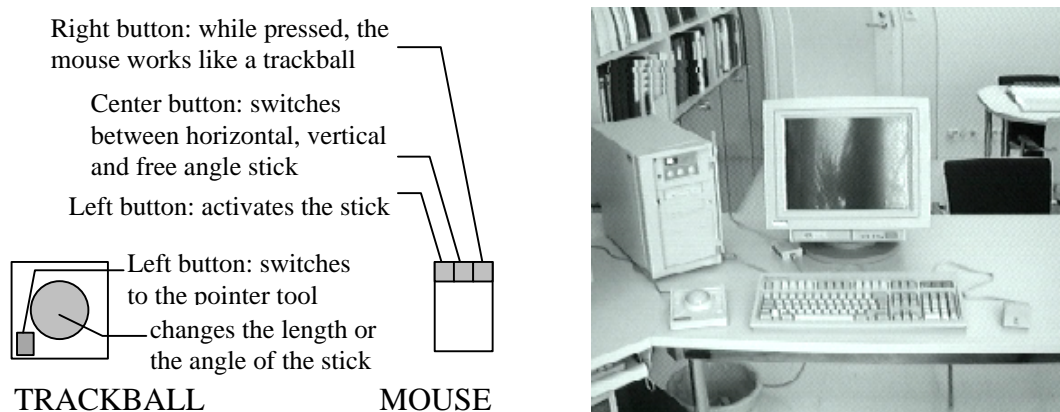 Right button: while pressed, the
mouse works like a trackball
Center button: switches
between horizontal, vertical
and free angle stick
Left button: activates the stick
Left button: switches
to the pointer tool
changes the length or
the angle of the stick
TRACKBALL
MOUSE